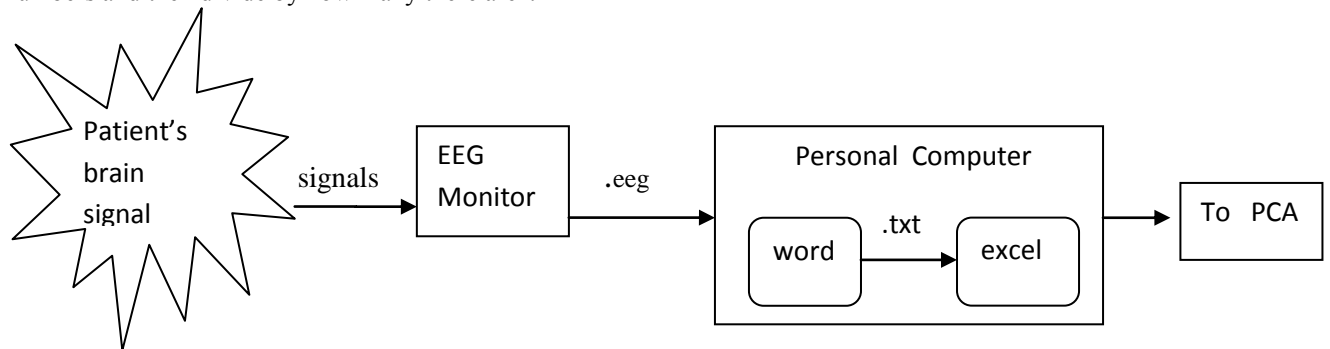 Patient's
brain
signal
signals
EEG
Monitor
.eeg
Personal Computer
word
.txt
excel
To PCA